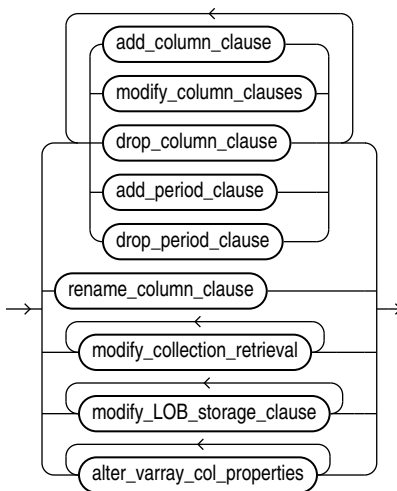 add_column_clause
modify_column_clauses
drop_column_clause
add_period_clause
drop_period_clause
rename_column_clause
modify_collection_retrieval
modify_LOB_storage_clause
alter_varray_col_properties